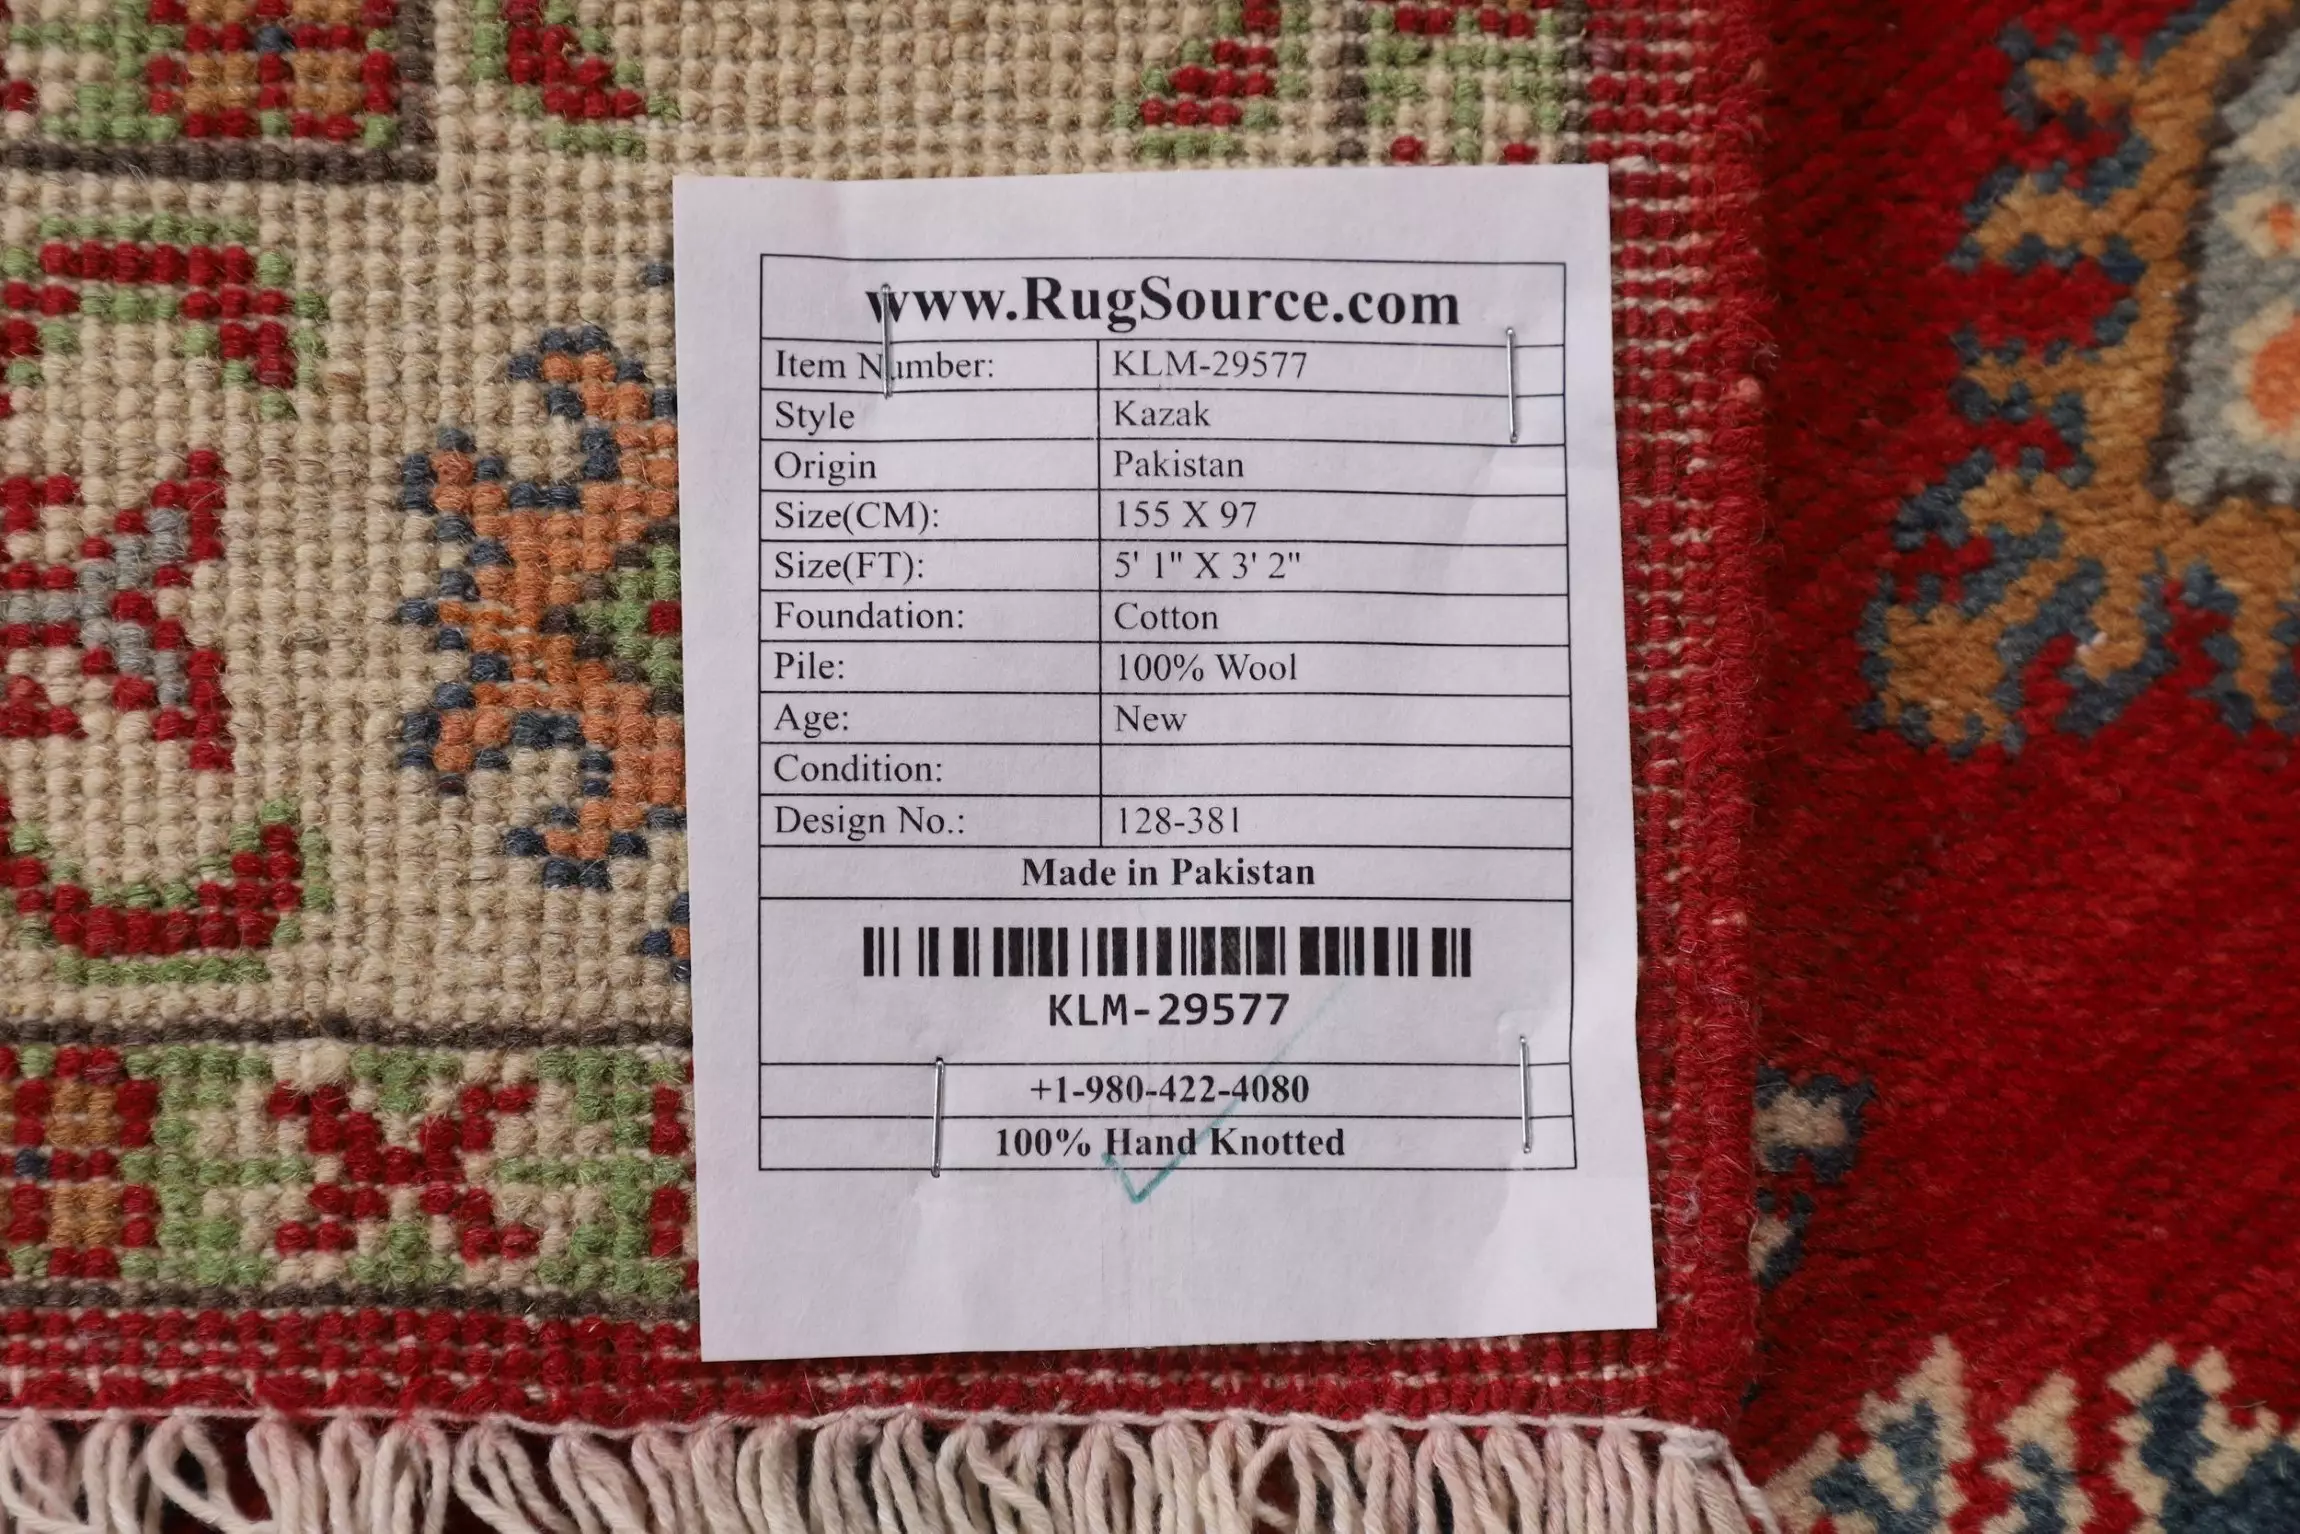 www.RugSource.com
Item Number: KLM-29577
Style Kazak
Origin Pakistan
Size(CM): 155 X 97
Size(FT): 5' 1" X 3' 2"
Foundation: Cotton
Pile: 100% Wool
Age: New
Condition:
Design No.: 128-381
Made in Pakistan
KLM-29577
+1-980-422-4080
100% Hand Knotted